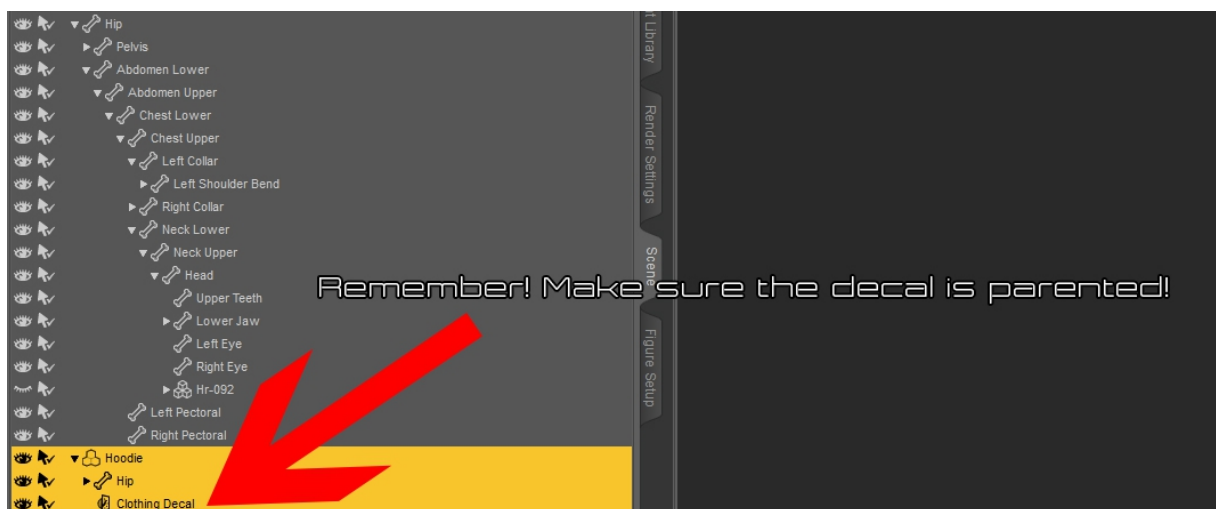 Hip
Pelvis
Abdomen Lower
Abdomen Upper
Chest Lower
Chest Upper
Left Collar
Left Shoulder Bend
Right Collar
Neck Lower
Neck Upper
Head
Upper Teeth
Lower Jaw
Left Eye
Right Eye
Hr-092
Left Pectoral
Right Pectoral
Hoodie
Hip
Clothing Decal
Library
Render Settings
Scene
Figure Setup
Remember! Make sure the decal is parented!